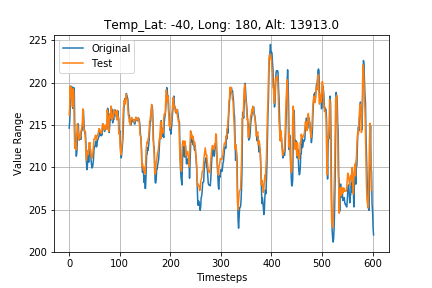 Temp_Lat: -40, Long: 180, Alt: 13913.0
Original
Test
Value Range
225
220
215
210
205
200
0 100 200 300 400 500 600
Timesteps